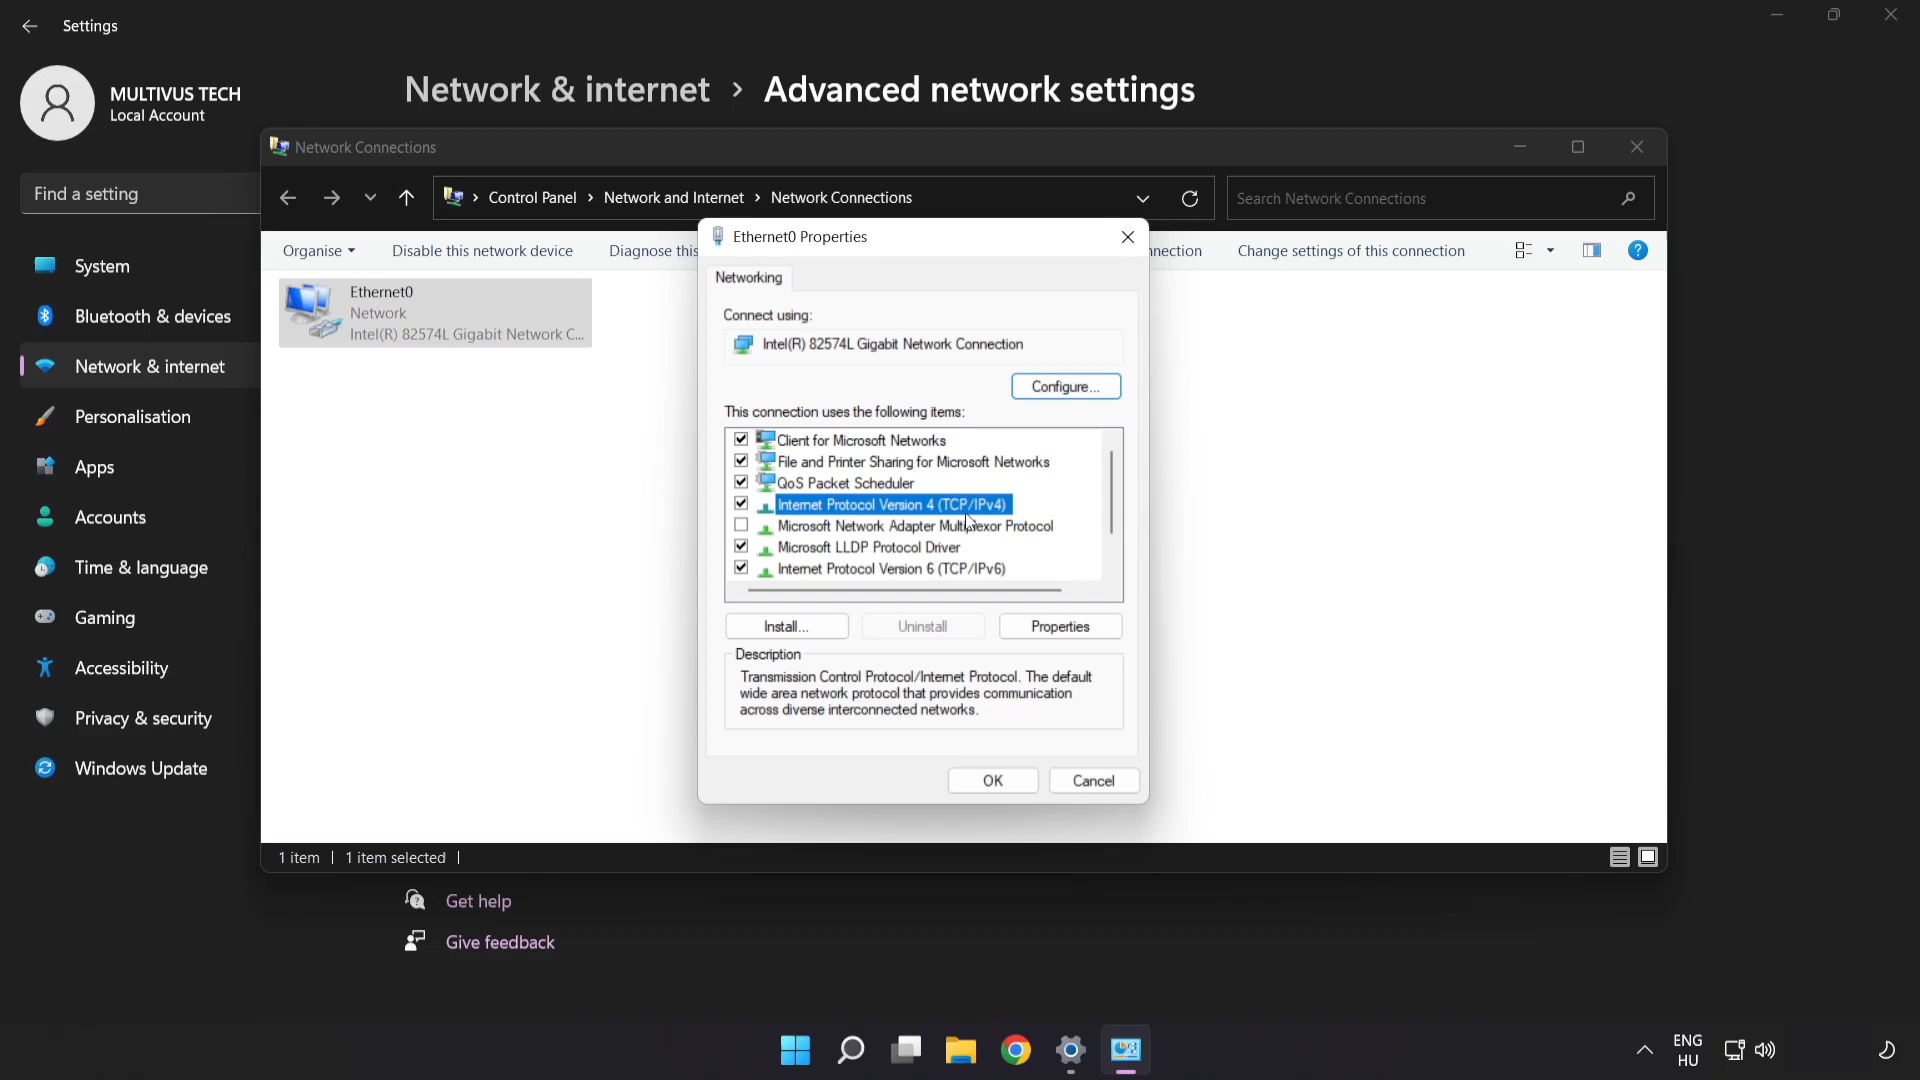 Settings
MULTIVUS TECH
Local Account
Find a setting
System
Bluetooth & devices
Network & internet
Personalisation
Apps
Accounts
Time & language
Gaming
Accessibility
Privacy & security
Windows Update
Network & internet › Advanced network settings
Network Connections
Control Panel › Network and Internet › Network Connections
Search Network Connections
Organise
Disable this network device
Diagnose this
nnection
Change settings of this connection
Ethernet0
Network
Intel(R) 82574L Gigabit Network C...
Ethernet0 Properties
Networking
Connect using:
Intel(R) 82574L Gigabit Network Connection
Configure...
This connection uses the following items:
Client for Microsoft Networks
File and Printer Sharing for Microsoft Networks
QoS Packet Scheduler
Internet Protocol Version 4 (TCP/IPv4)
Microsoft Network Adapter Multiplexor Protocol
Microsoft LLDP Protocol Driver
Internet Protocol Version 6 (TCP/IPv6)
Install...
Uninstall
Properties
Description
Transmission Control Protocol/Internet Protocol. The default
wide area network protocol that provides communication
across diverse interconnected networks.
OK
Cancel
1 item
1 item selected
Get help
Give feedback
ENG
HU